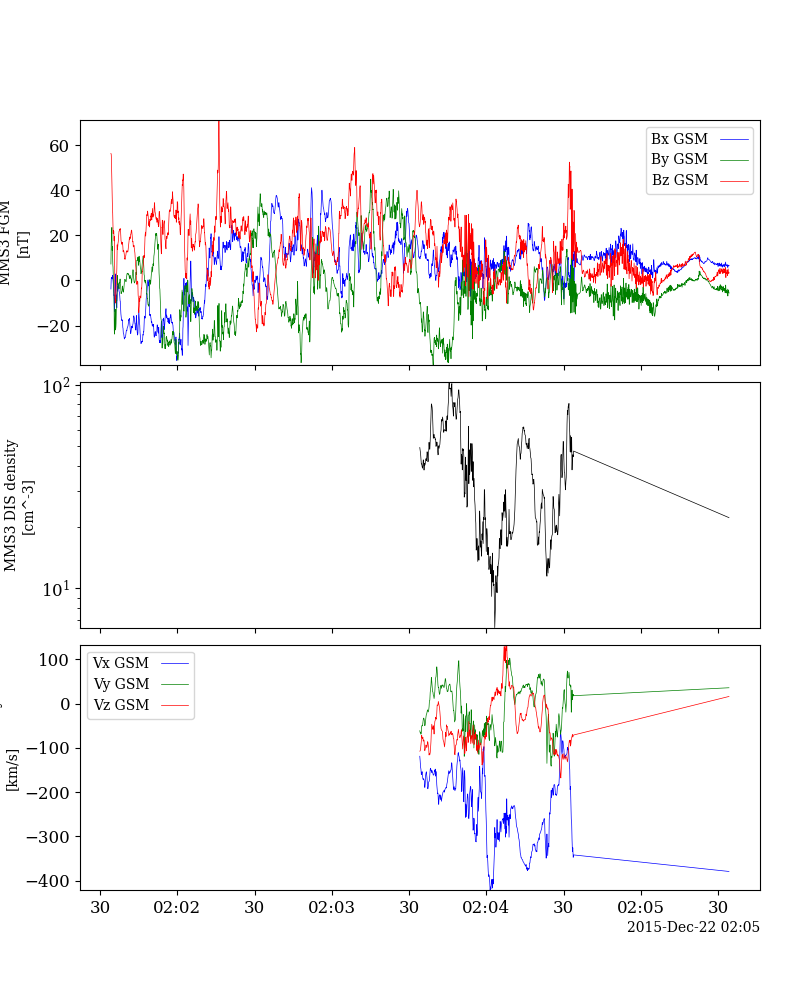 60
40
20
0
−20
MMS3 FGM
[nT]
Bx GSM
By GSM
Bz GSM
10²
10¹
MMS3 DIS density
[cm^-3]
100
0
−100
−200
−300
−400
[km/s]
Vx GSM
Vy GSM
Vz GSM
30 02:02 30 02:03 30 02:04 30 02:05 30
2015-Dec-22 02:05